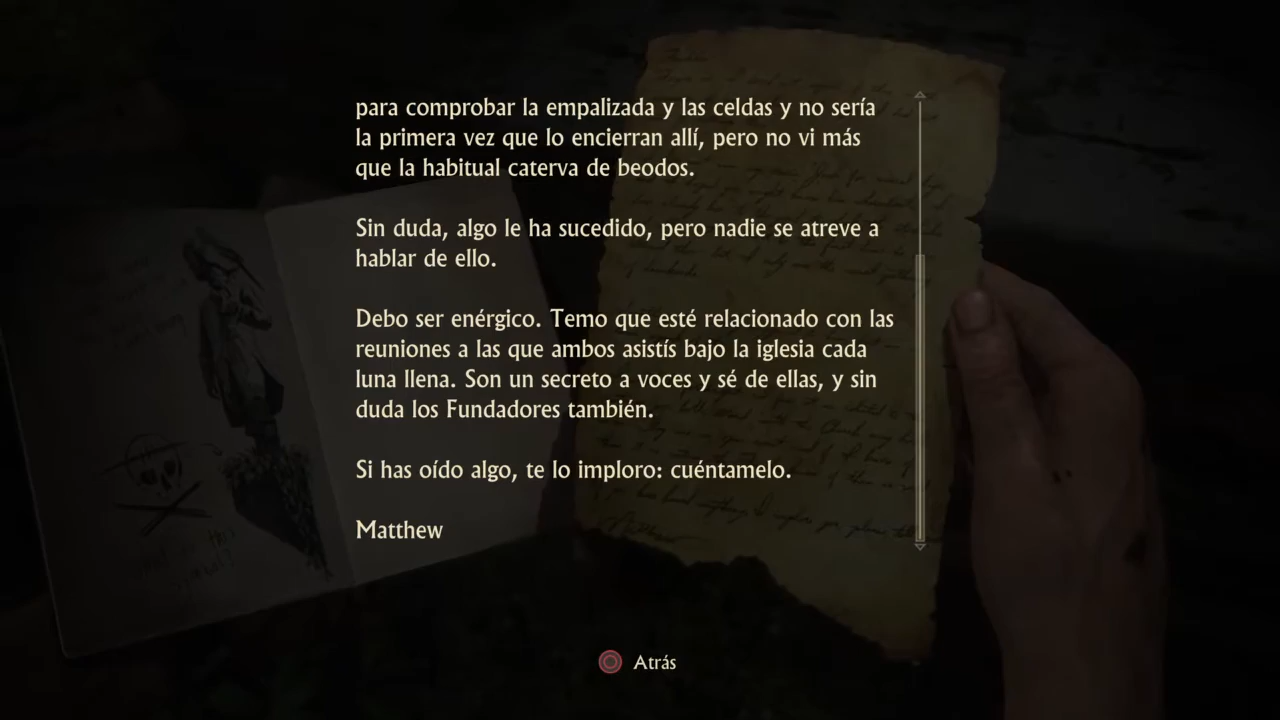 para comprobar la empalizada y las celdas y no sería
la primera vez que lo encierran allí, pero no vi más
que la habitual caterva de beodos.
Sin duda, algo le ha sucedido, pero nadie se atreve a
hablar de ello.
Debo ser enérgico. Temo que esté relacionado con las
reuniones a las que ambos asistís bajo la iglesia cada
luna llena. Son un secreto a voces y sé de ellas, y sin
duda los Fundadores también.
Si has oído algo, te lo imploro: cuéntamelo.
Matthew
Atrás